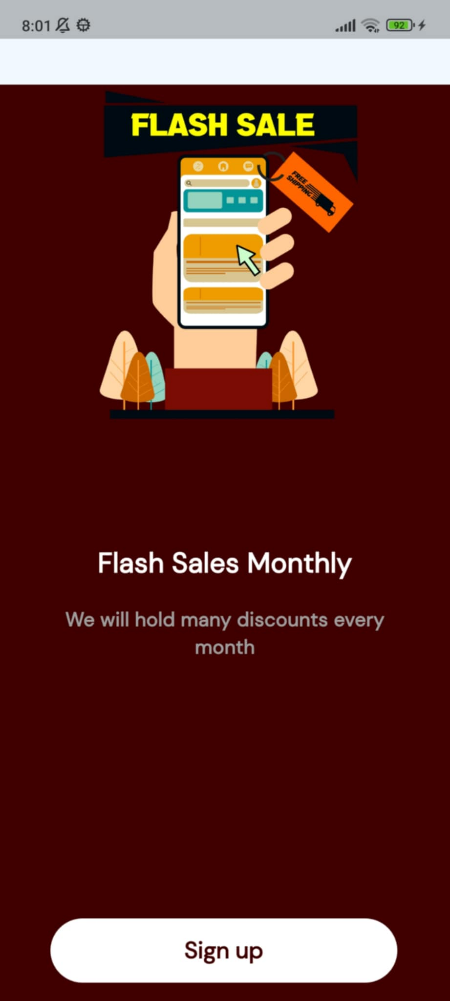 8:01
92
FLASH SALE
FREE
SHIPPING
Flash Sales Monthly
We will hold many discounts every
month
Sign up